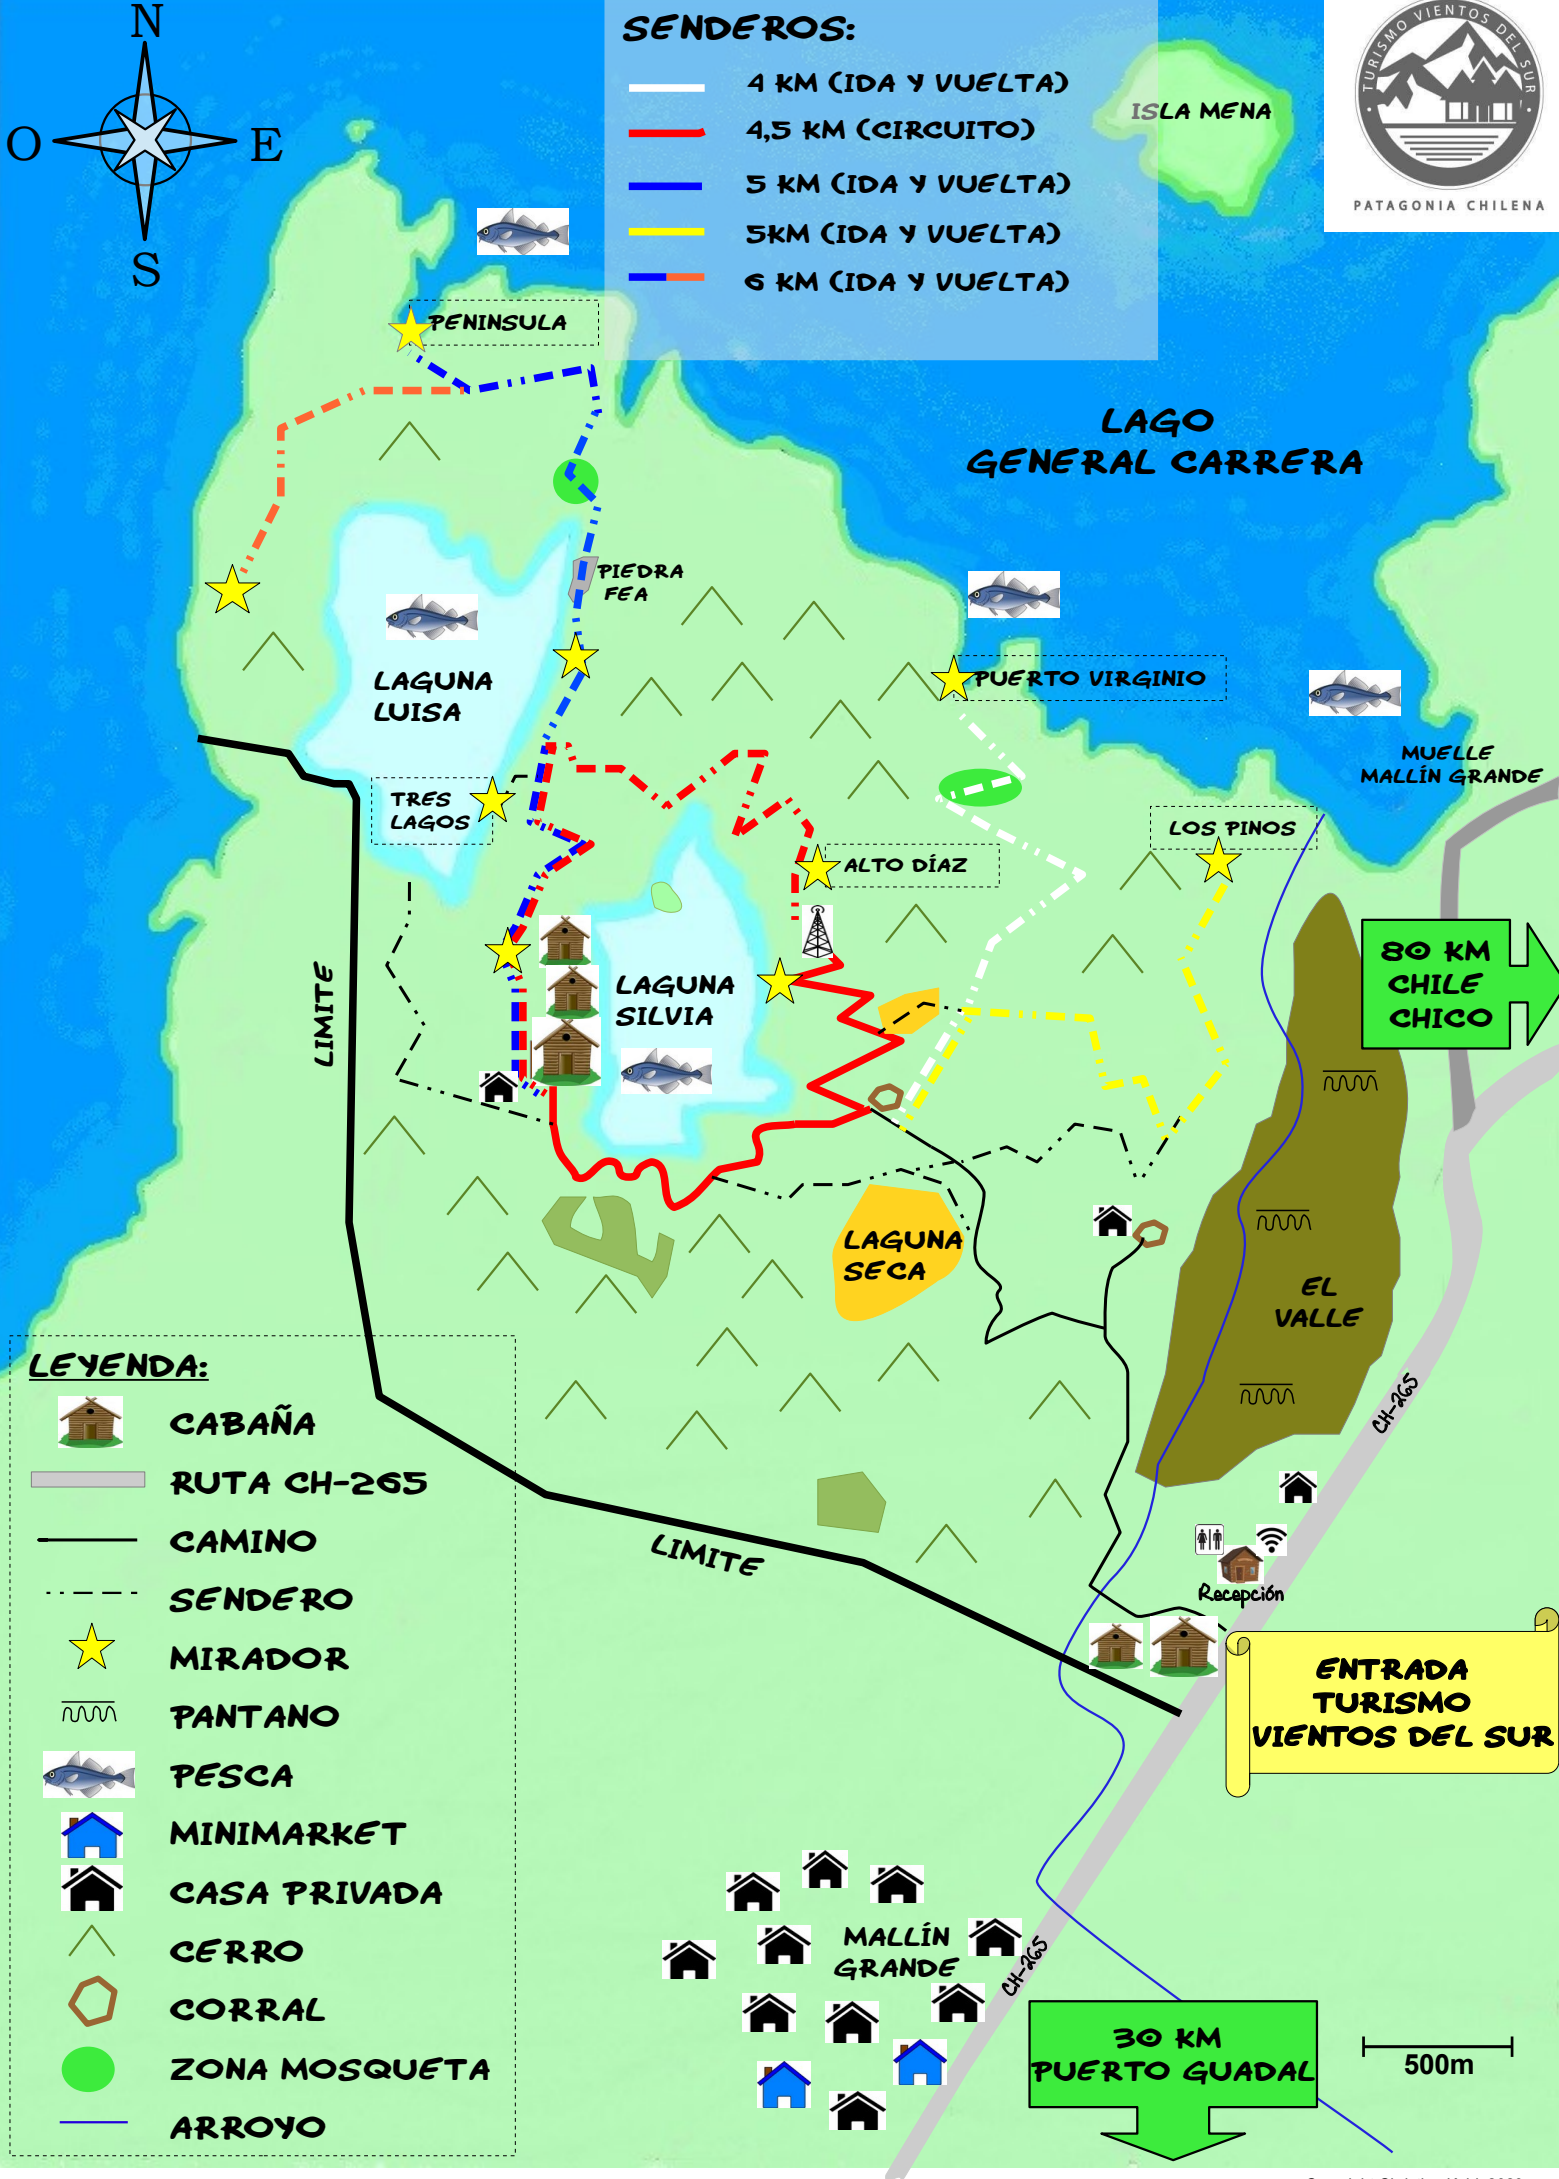 N
O
E
S
SENDEROS:
4 KM (IDA Y VUELTA)
4,5 KM (CIRCUITO)
5 KM (IDA Y VUELTA)
5KM (IDA Y VUELTA)
6 KM (IDA Y VUELTA)
ISLA MENA
TURISMO VIENTOS DEL SUR
PATAGONIA CHILENA
PENINSULA
LAGO
GENERAL CARRERA
PIEDRA
FEA
LAGUNA
LUISA
PUERTO VIRGINIO
MUELLE
MALLÍN GRANDE
TRES
LAGOS
LOS PINOS
ALTO DÍAZ
80 KM
CHILE
CHICO
LIMITE
LAGUNA
SILVIA
LAGUNA
SECA
EL
VALLE
CH-265
LEYENDA:
CABAÑA
RUTA CH-265
CAMINO
SENDERO
MIRADOR
PANTANO
PESCA
MINIMARKET
CASA PRIVADA
CERRO
CORRAL
ZONA MOSQUETA
ARROYO
LIMITE
Recepción
ENTRADA
TURISMO
VIENTOS DEL SUR
MALLÍN
GRANDE
CH-265
30 KM
PUERTO GUADAL
500m